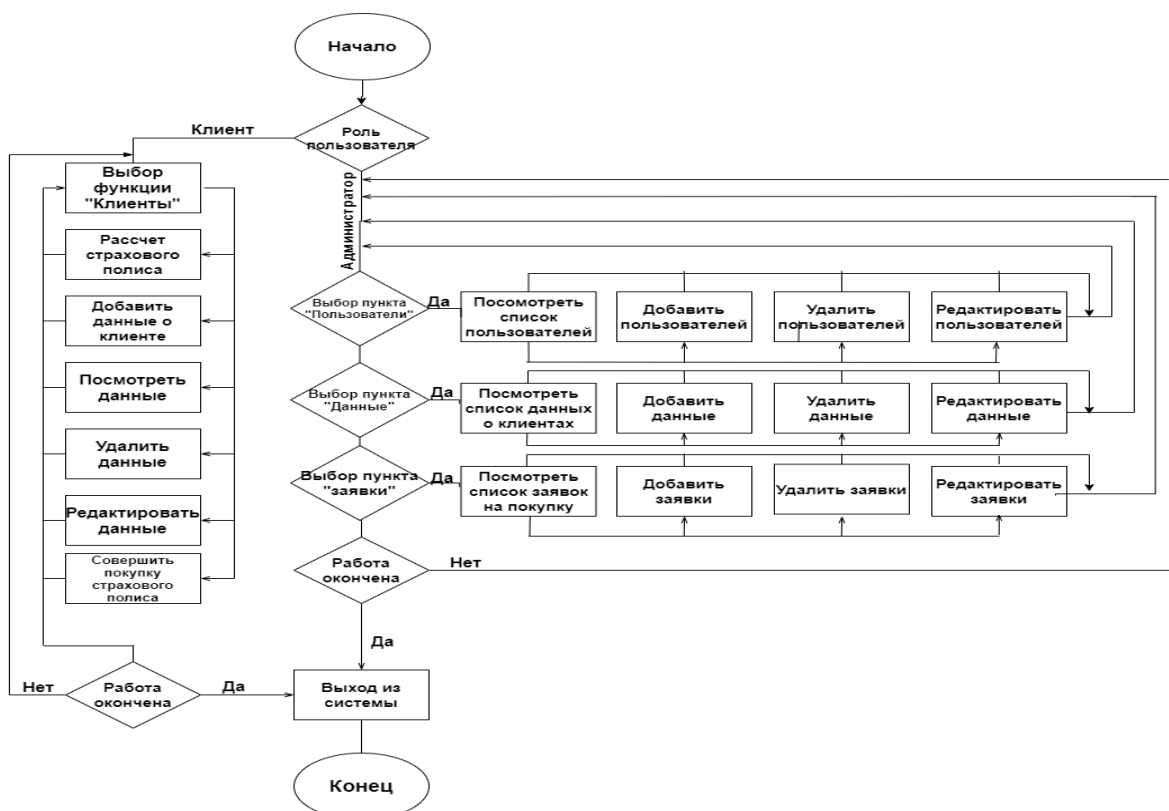 Начало
Клиент
Роль
пользователя
Администратор
Выбор
функции
"Клиенты"
Рассчет
страхового
полиса
Добавить
данные о
клиенте
Посмотреть
данные
Удалить
данные
Редактировать
данные
Совершить
покупку
страхового
полиса
Выбор пункта
"Пользователи"
Да
Посомотреть
список
пользователей
Добавить
пользователей
Удалить
пользователей
Редактировать
пользователей
Выбор пункта
"Данные"
Да
Посмотреть
список данных
о клиентах
Добавить
данные
Удалить
данные
Редактировать
данные
Выбор пункта
"заявки"
Да
Посмотреть
список заявок
на покупку
Добавить
заявки
Удалить заявки
Редактировать
заявки
Работа
окончена
Нет
Да
Нет
Работа
окончена
Да
Выход из
системы
Конец